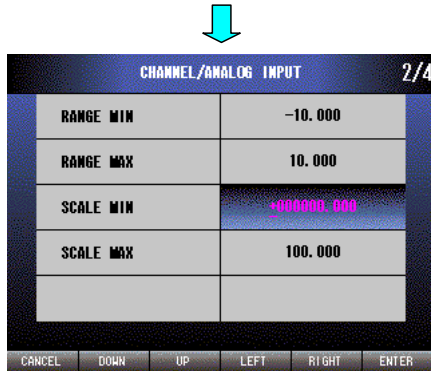 CHANNEL/ANALOG INPUT 2/4
RANGE MIN -10.000
RANGE MAX 10.000
SCALE MIN +000000.000
SCALE MAX 100.000
CANCEL DOWN UP LEFT RIGHT ENTER